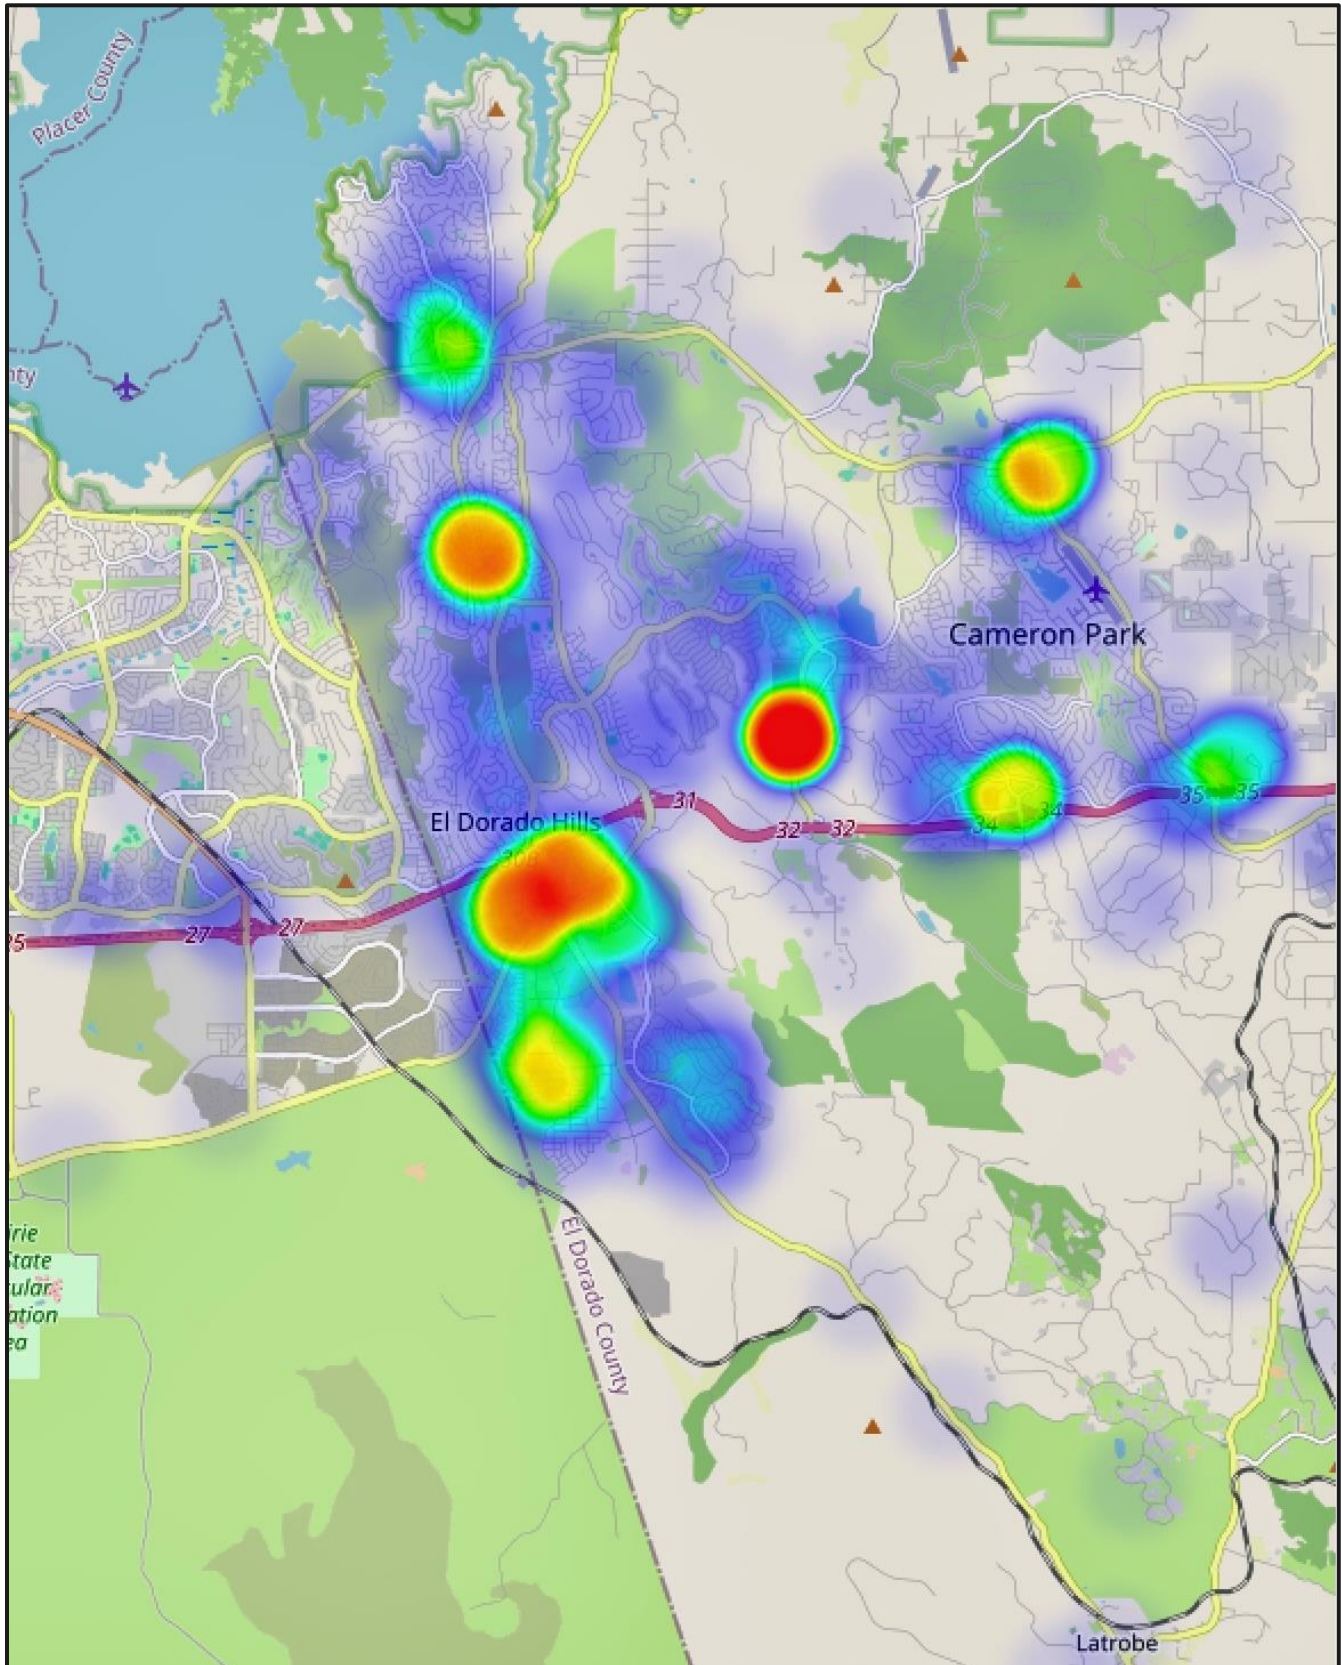 Placer County
nty
Cameron Park
31
El Dorado Hills
32 32
34
34
35
35
27
27
25
irie
State
cular
ation
ea
El Dorado County
Latrobe